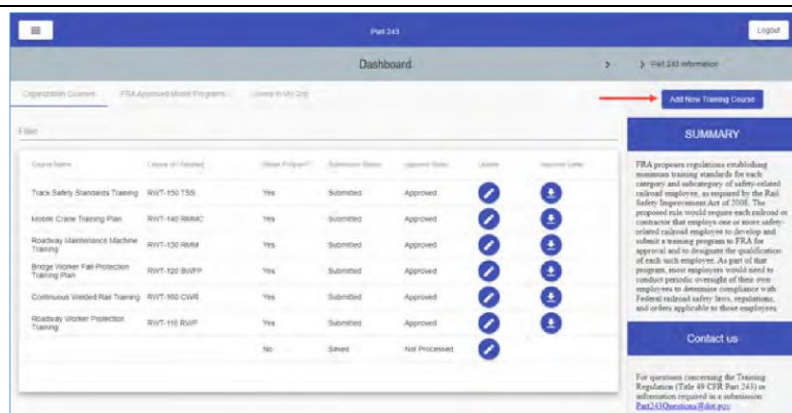 Part 243
Logout
Dashboard
Part 243 Information
Organization Courses
FRA Approved Model Programs
Users In My Org
Add New Training Course
Filter
SUMMARY
Course Name
Submission Status
Approval Status
Update
Approval Letter
Track Safety Standards Training RWT-150 TSS Yes Submitted Approved
Mobile Crane Training Plan RWT-140 RMMC Yes Submitted Approved
Roadway Maintenance Machine
Training
RWT-130 RMM Yes Submitted Approved
Bridge Worker Fall Protection
Training Plan
RWT-120 BWFP Yes Submitted Approved
Continuous Welded Rail Training RWT-160 CWR Yes Submitted Approved
Roadway Worker Protection
Training
RWT-110 RWP Yes Submitted Approved
No Saved Not Processed
FRA proposes regulations establishing
minimum training standards for each
category and subcategory of safety-related
railroad employee, as required by the Rail
Safety Improvement Act of 2008. The
proposed rule would require each railroad or
contractor that employs one or more safety-
related railroad employee to develop and
submit a training program to FRA for
approval and to designate the qualification
of each such employee. As part of that
program, most employers would need to
conduct periodic oversight of their own
employees to determine compliance with
Federal railroad safety laws, regulations,
and orders applicable to those employees.
Contact us
For questions concerning the Training
Regulation (Title 49 CFR Part 243) or
information required in a submission:
Part243Questions@dot.gov